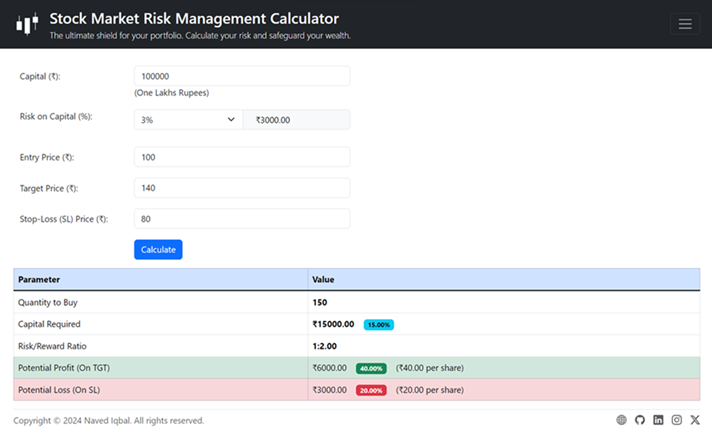 Stock Market Risk Management Calculator
The ultimate shield for your portfolio. Calculate your risk and safeguard your wealth.
Capital (₹): 100000
(One Lakhs Rupees)
Risk on Capital (%): 3% ₹3000.00
Entry Price (₹): 100
Target Price (₹): 140
Stop-Loss (SL) Price (₹): 80
Calculate
Parameter Value
Quantity to Buy 150
Capital Required ₹15000.00 15.00%
Risk/Reward Ratio 1:2.00
Potential Profit (On TGT) ₹6000.00 40.00% (₹40.00 per share)
Potential Loss (On SL) ₹3000.00 20.00% (₹20.00 per share)
Copyright © 2024 Naved Iqbal. All rights reserved.